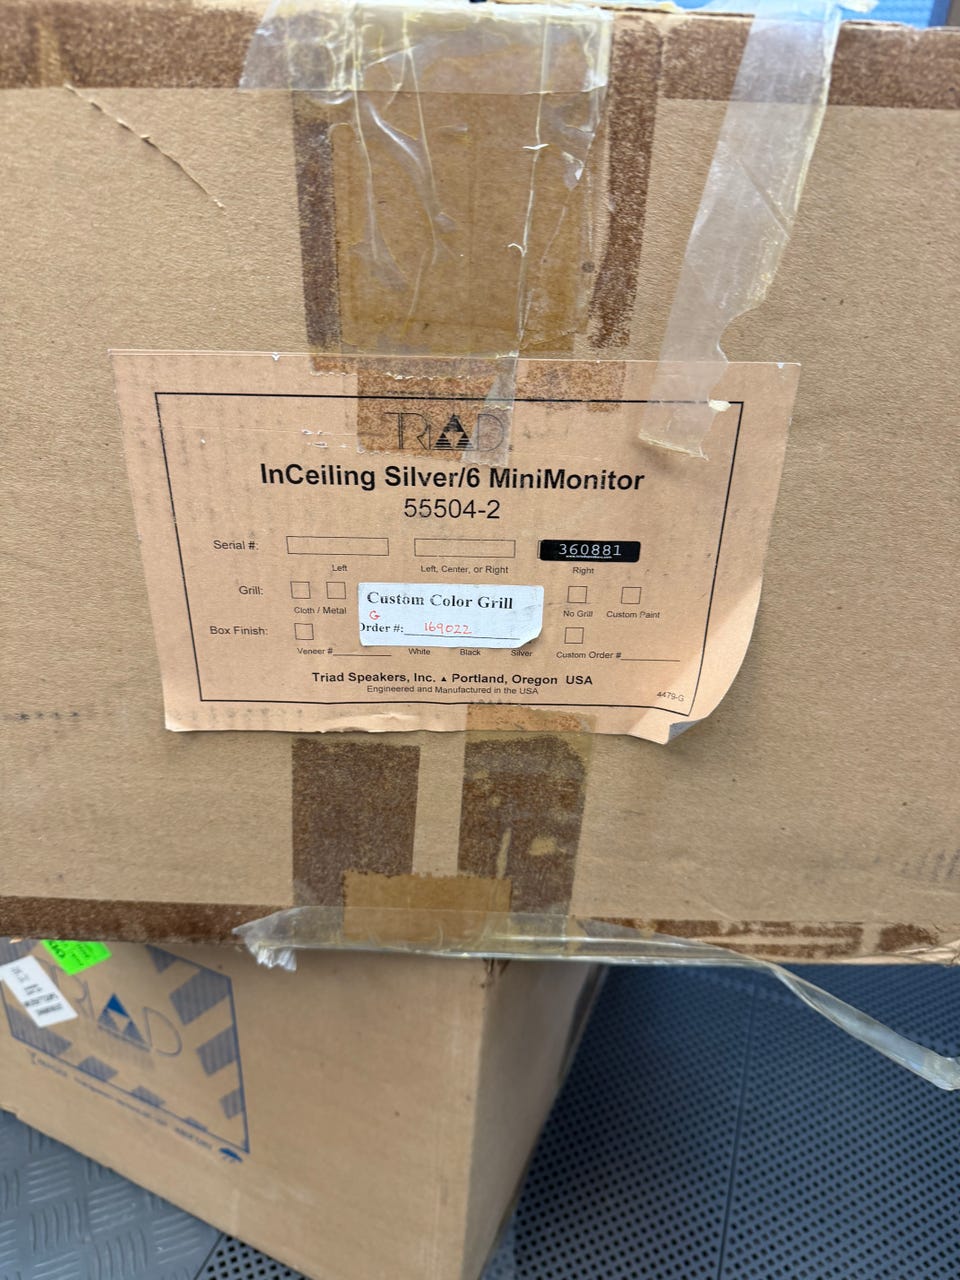 TRIAD
InCeiling Silver/6 MiniMonitor
55504-2
Serial #:
360881
Left
Left, Center, or Right
Right
Grill:
Cloth / Metal
Custom Color Grill
G
Order #: 169022
No Grill
Custom Paint
Box Finish:
Veneer #
White
Black
Silver
Custom Order #
Triad Speakers, Inc. ▲ Portland, Oregon USA
Engineered and Manufactured in the USA
4479-G
TRIAD